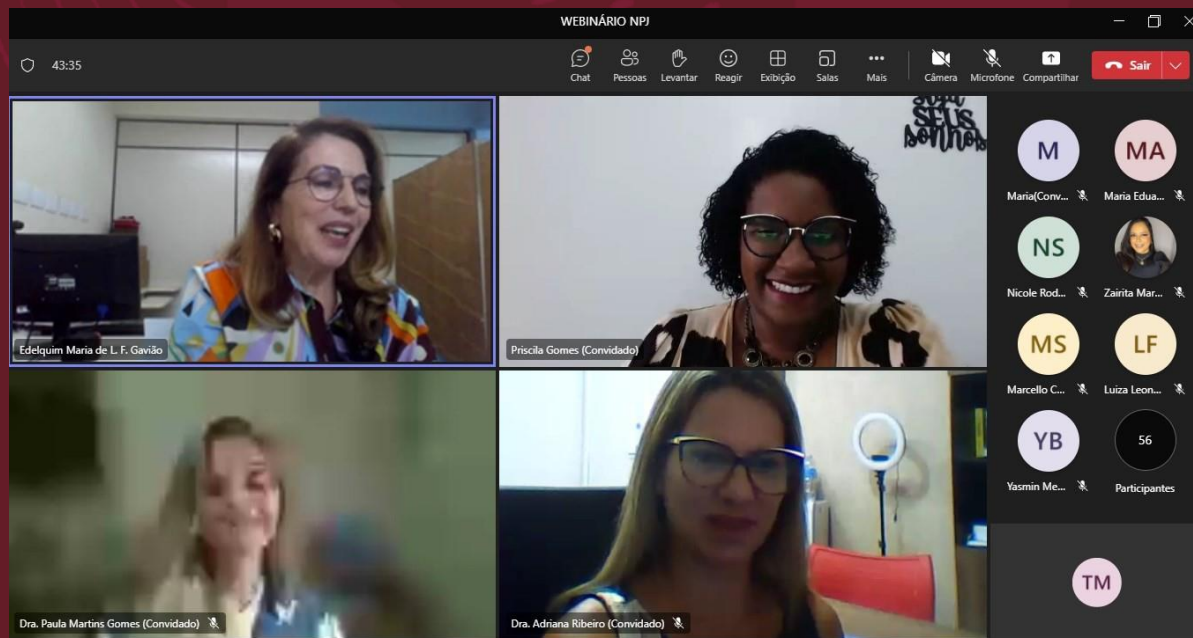 WEBINÁRIO NPJ
43:35
Chat
Pessoas
Levantar
Reagir
Exibição
Salas
Mais
Câmera
Microfone
Compartilhar
Sair
SEUS
sonhos
Edelquim Maria de L. F. Gavião
Priscila Gomes (Convidado)
Dra. Paula Martins Gomes (Convidado)
Dra. Adriana Ribeiro (Convidado)
M
MA
Maria(Conv...
Maria Edua...
NS
Nicole Rod...
Zairita Mar...
MS
LF
Marcello C...
Luiza Leon...
YB
56
Yasmin Me...
Participantes
TM